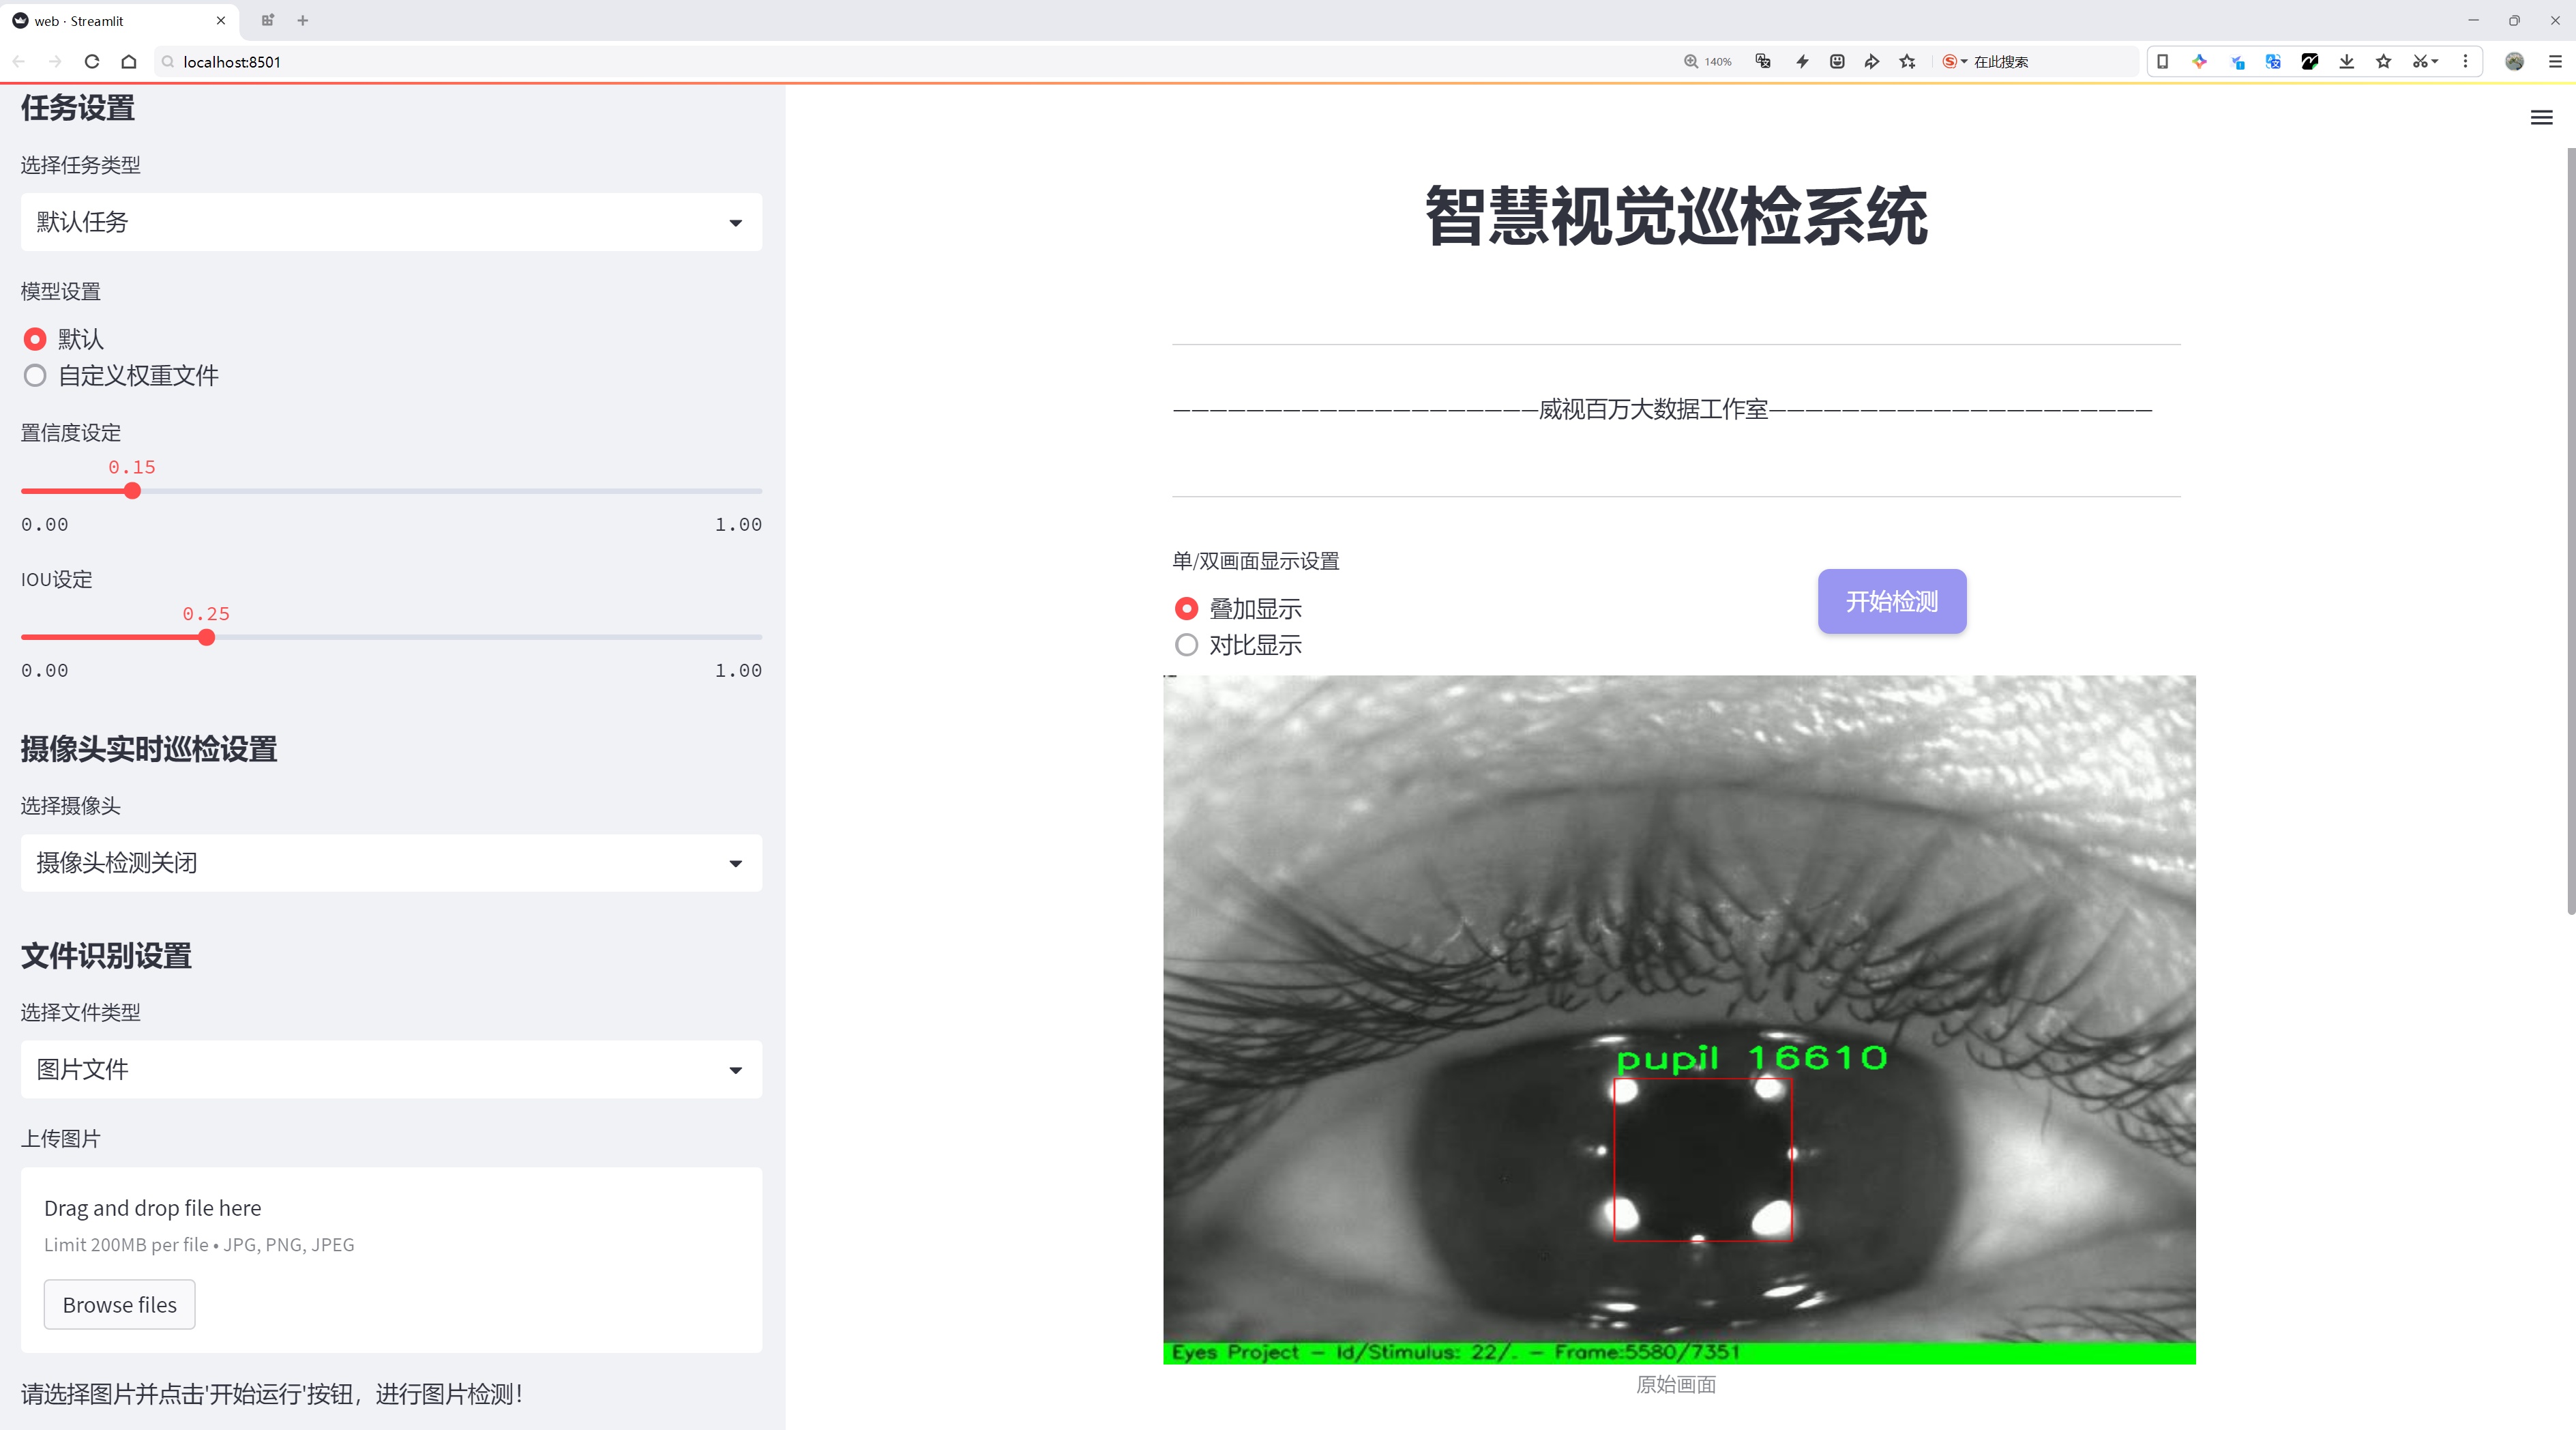 web · Streamlit
localhost:8501
140%
在此搜索
任务设置
选择任务类型
默认任务
模型设置
默认
自定义权重文件
置信度设定
0.15
0.00
1.00
IOU设定
0.25
0.00
1.00
摄像头实时巡检设置
选择摄像头
摄像头检测关闭
文件识别设置
选择文件类型
图片文件
上传图片
Drag and drop file here
Limit 200MB per file • JPG, PNG, JPEG
Browse files
请选择图片并点击'开始运行'按钮，进行图片检测！
智慧视觉巡检系统
—————————————————————威视百万大数据工作室—————————————————————
单/双画面显示设置
叠加显示
对比显示
开始检测
pupil 16610
Eyes Project - Id/Stimulus: 22/. - Frame:5580/7351
原始画面